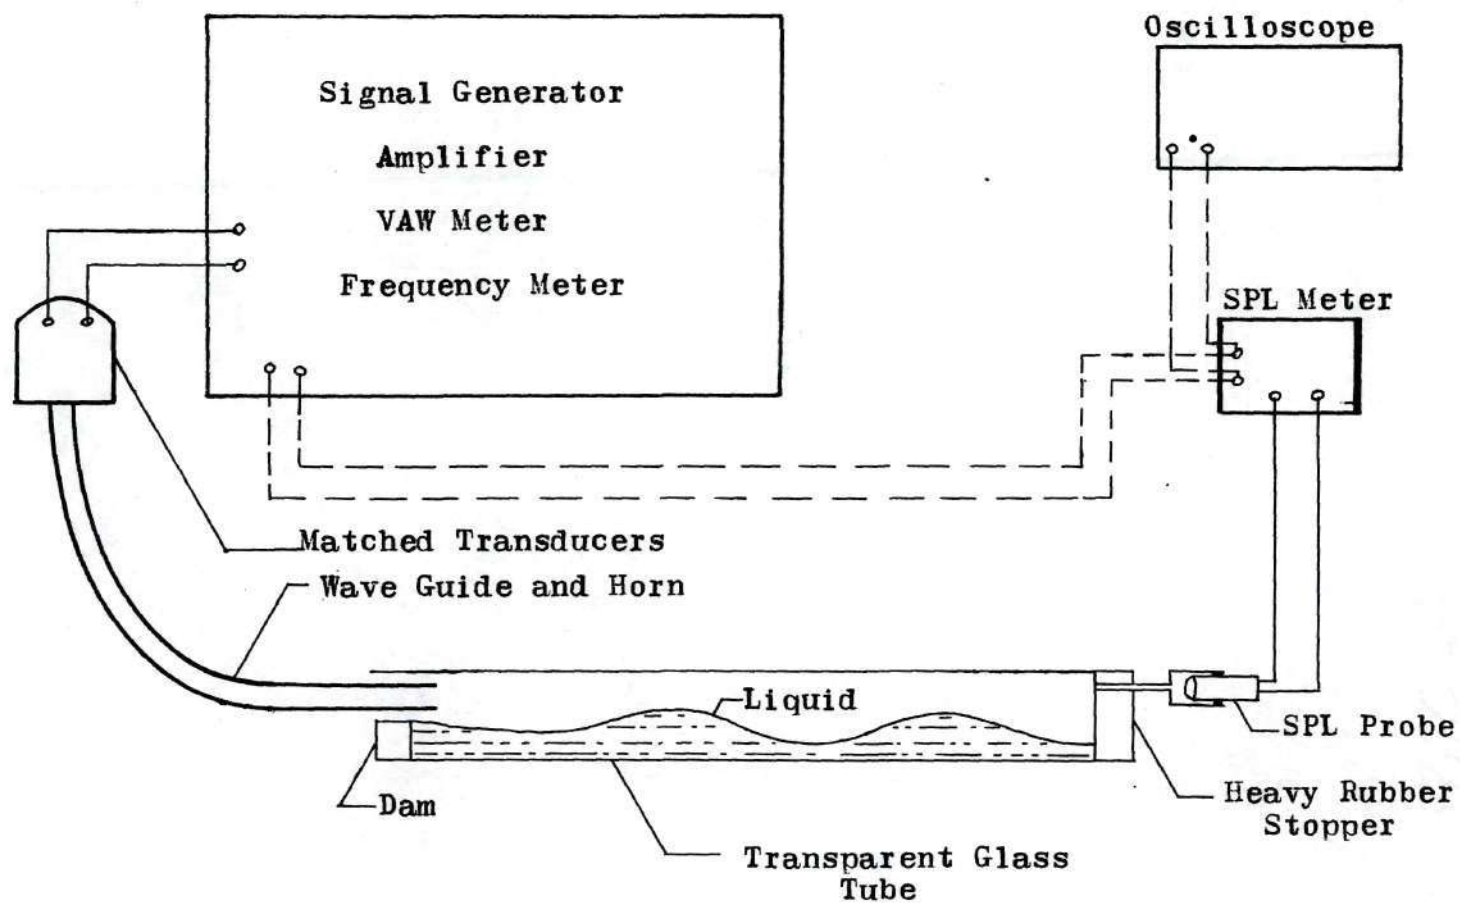 Oscilloscope
Signal Generator
Amplifier
VAW Meter
Frequency Meter
SPL Meter
Matched Transducers
Wave Guide and Horn
Liquid
SPL Probe
Dam
Heavy Rubber
Stopper
Transparent Glass
Tube